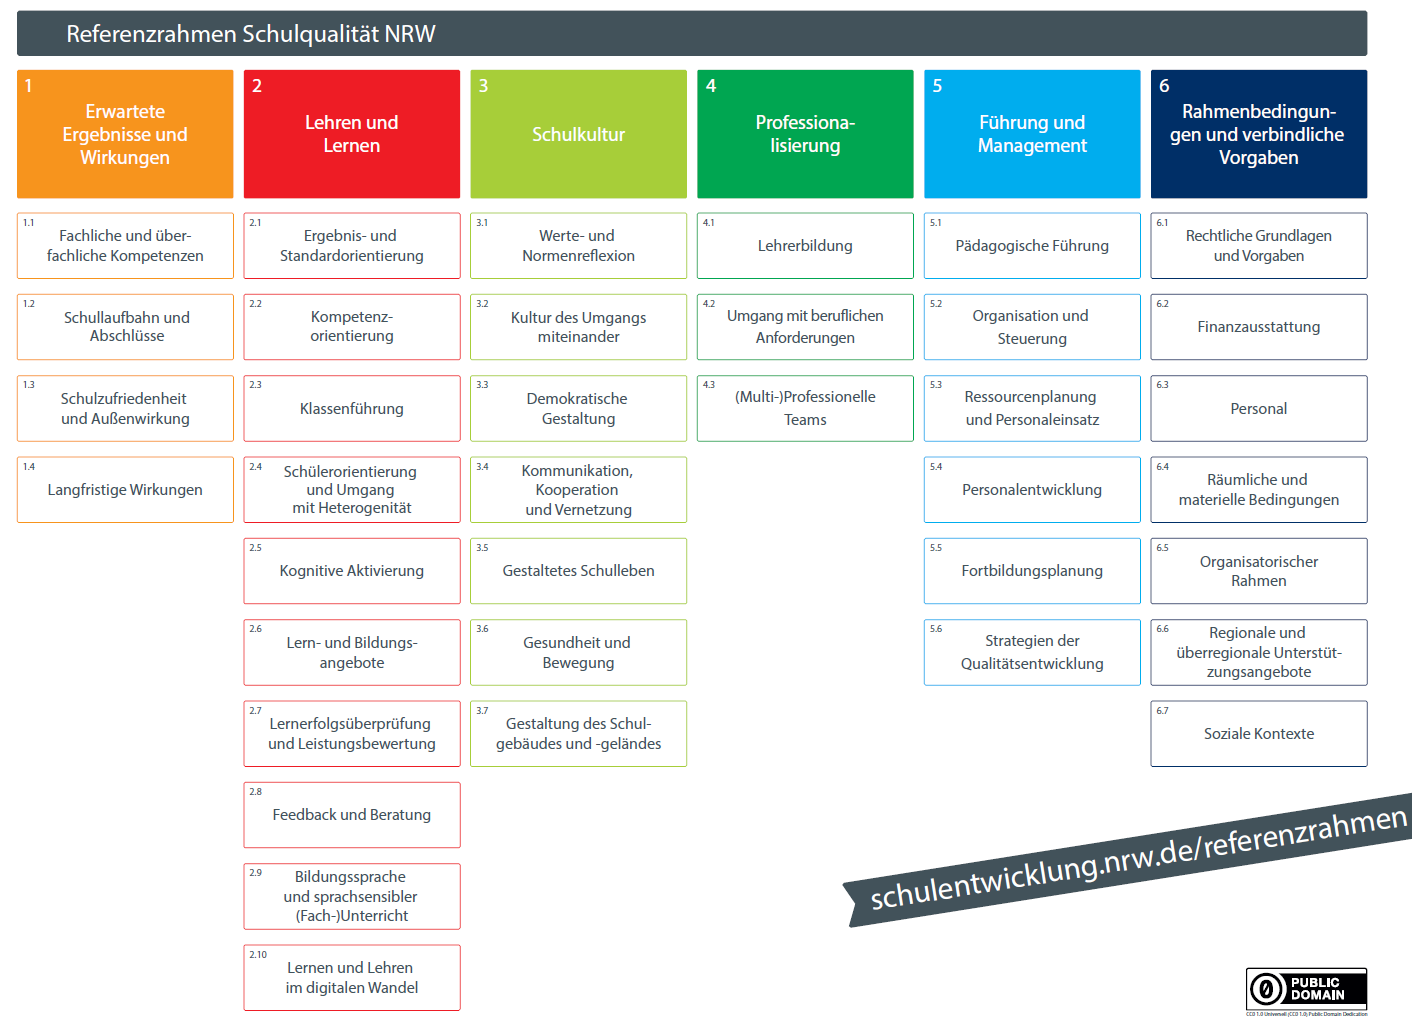 Referenzrahmen Schulqualität NRW
1
Erwartete
Ergebnisse und
Wirkungen
1.1
Fachliche und über-
fachliche Kompetenzen
1.2
Schullaufbahn und
Abschlüsse
1.3
Schulzufriedenheit
und Außenwirkung
1.4
Langfristige Wirkungen
2
Lehren und
Lernen
2.1
Ergebnis- und
Standardorientierung
2.2
Kompetenz-
orientierung
2.3
Klassenführung
2.4
Schülerorientierung
und Umgang
mit Heterogenität
2.5
Kognitive Aktivierung
2.6
Lern- und Bildungs-
angebote
2.7
Lernerfolgsüberprüfung
und Leistungsbewertung
2.8
Feedback und Beratung
2.9
Bildungssprache
und sprachsensibler
(Fach-)Unterricht
2.10
Lernen und Lehren
im digitalen Wandel
3
Schulkultur
3.1
Werte- und
Normenreflexion
3.2
Kultur des Umgangs
miteinander
3.3
Demokratische
Gestaltung
3.4
Kommunikation,
Kooperation
und Vernetzung
3.5
Gestaltetes Schulleben
3.6
Gesundheit und
Bewegung
3.7
Gestaltung des Schul-
gebäudes und -geländes
4
Professiona-
lisierung
4.1
Lehrerbildung
4.2
Umgang mit beruflichen
Anforderungen
4.3
(Multi-)Professionelle
Teams
5
Führung und
Management
5.1
Pädagogische Führung
5.2
Organisation und
Steuerung
5.3
Ressourcenplanung
und Personaleinsatz
5.4
Personalentwicklung
5.5
Fortbildungsplanung
5.6
Strategien der
Qualitätsentwicklung
6
Rahmenbedingun-
gen und verbindliche
Vorgaben
6.1
Rechtliche Grundlagen
und Vorgaben
6.2
Finanzausstattung
6.3
Personal
6.4
Räumliche und
materielle Bedingungen
6.5
Organisatorischer
Rahmen
6.6
Regionale und
überregionale Unterstüt-
zungsangebote
6.7
Soziale Kontexte
schulentwicklung.nrw.de/referenzrahmen
PUBLIC
DOMAIN
CC0 1.0 Universell (CC0 1.0) Public Domain Dedication